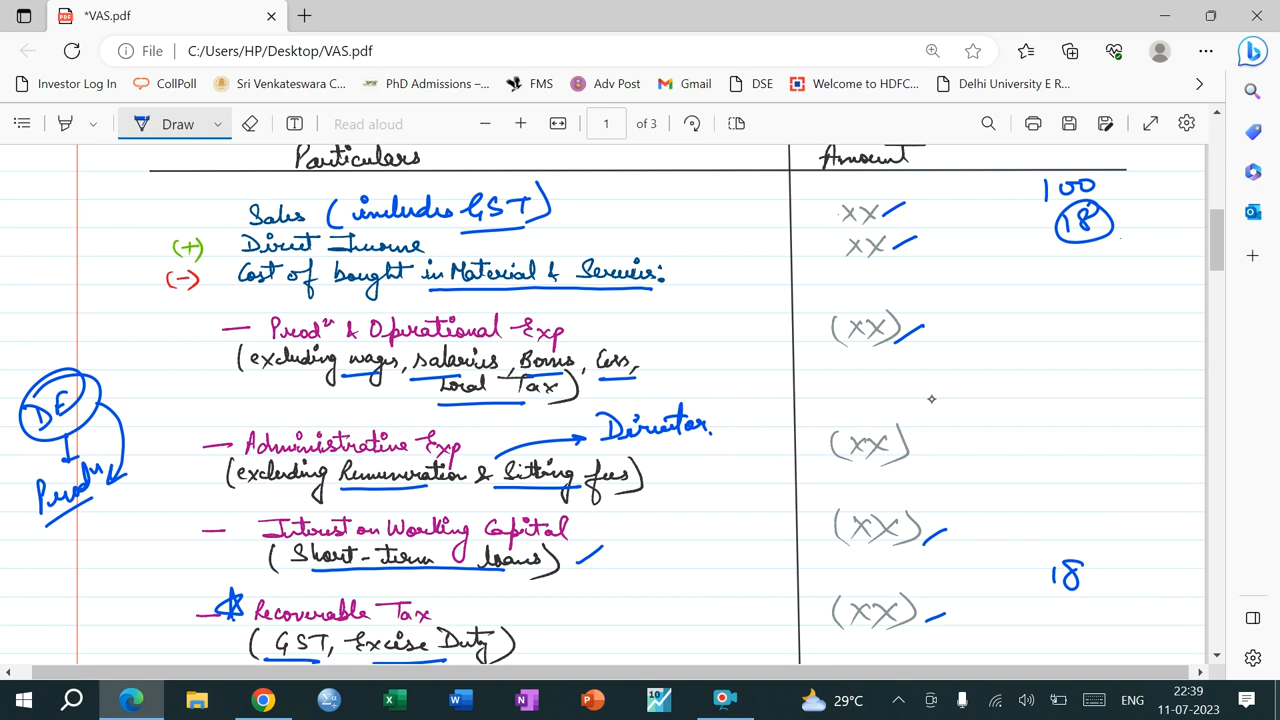 *VAS.pdf
File C:/Users/HP/Desktop/VAS.pdf
Investor Log In CollPoll Sri Venkateswara C... PhD Admissions –... FMS Adv Post Gmail DSE Welcome to HDFC... Delhi University E R...
Draw Read aloud 1 of 3
Particulars Amount
100
Sales (includes GST) XX 18
(+) Direct Income XX
(-) Cost of bought in Material & Services:
— Prodn & Operational Exp (XX)
(excluding wages, salaries, Bonus, Cess,
Local Tax)
DE
Director.
— Administrative Exp (XX)
(excluding Remuneration & Sitting fees)
Prodn
— Interest on Working Capital (XX)
(Short-term loans)
18
— Recoverable Tax (XX)
(GST, Excise Duty)
29°C ENG 22:39
11-07-2023